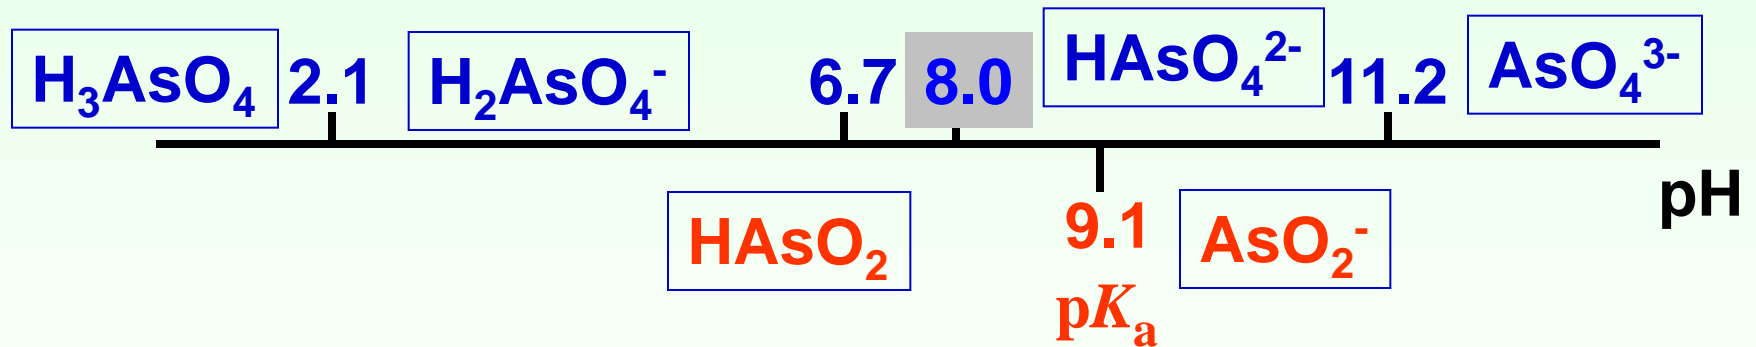 H₃AsO₄ 2.1 H₂AsO₄⁻ 6.7 8.0 HAsO₄²⁻ 11.2 AsO₄³⁻
pH
HAsO₂ 9.1 AsO₂⁻
pKₐ